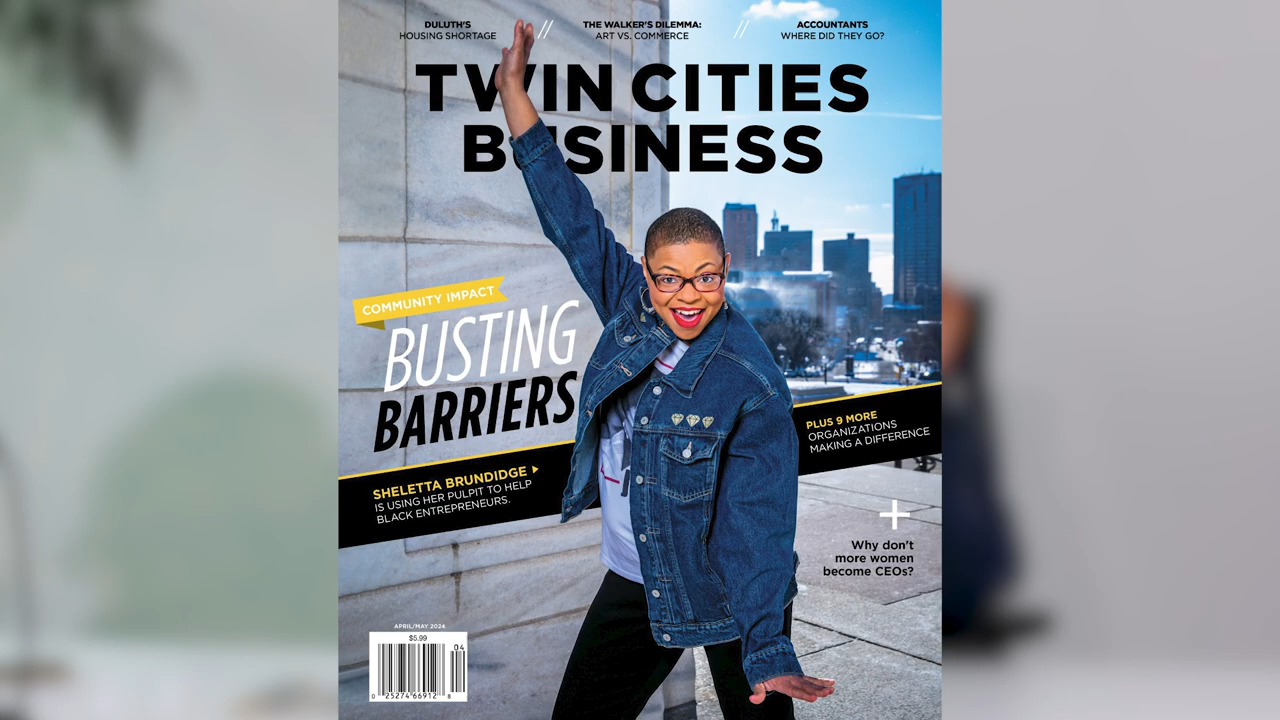 DULUTH'S
HOUSING SHORTAGE
//
THE WALKER'S DILEMMA:
ART VS. COMMERCE
//
ACCOUNTANTS
WHERE DID THEY GO?
TWIN CITIES
BUSINESS
COMMUNITY IMPACT
BUSTING
BARRIERS
SHELETTA BRUNDIDGE
IS USING HER PULPIT TO HELP
BLACK ENTREPRENEURS.
PLUS 9 MORE
ORGANIZATIONS
MAKING A DIFFERENCE
+
Why don't
more women
become CEOs?
APRIL/MAY 2024
$5.99
04
0 25274 66912 8